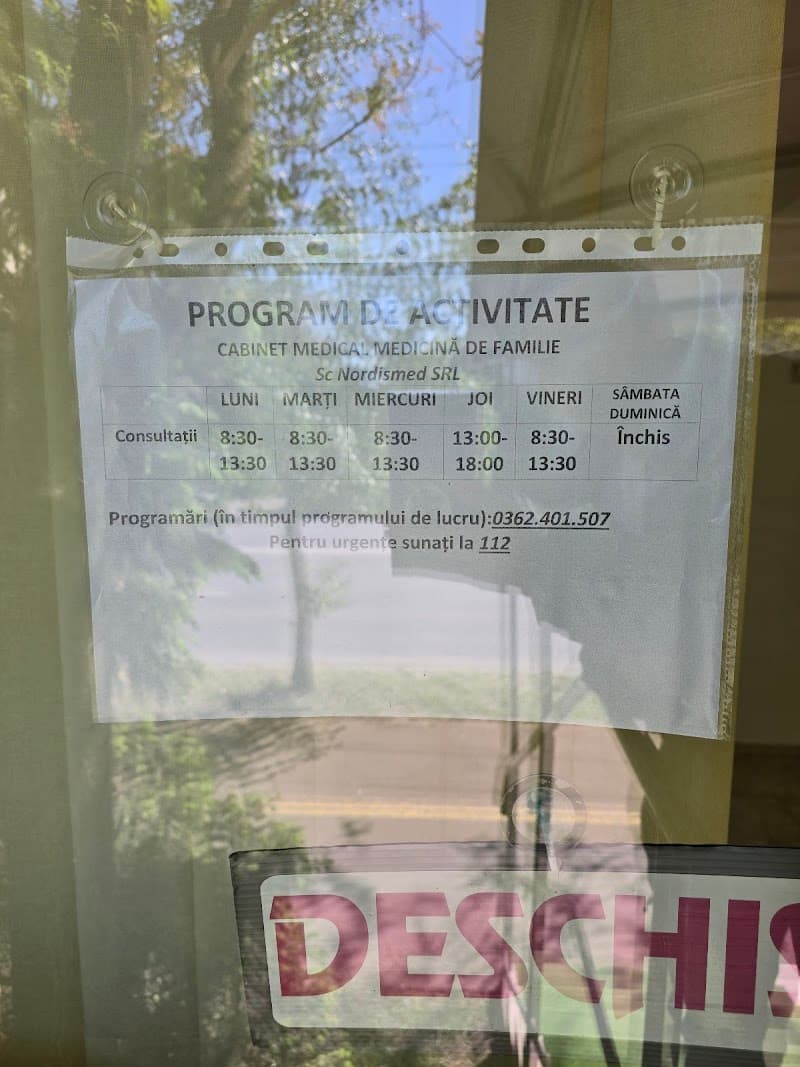 PROGRAM DE ACTIVITATE
CABINET MEDICAL MEDICINĂ DE FAMILIE
Sc Nordismed SRL
LUNI MARȚI MIERCURI JOI VINERI SÂMBATA DUMINICĂ
Consultații 8:30-13:30 8:30-13:30 8:30-13:30 13:00-18:00 8:30-13:30 Închis
Programări (în timpul programului de lucru):0362.401.507
Pentru urgențe sunați la 112
DESCHIS